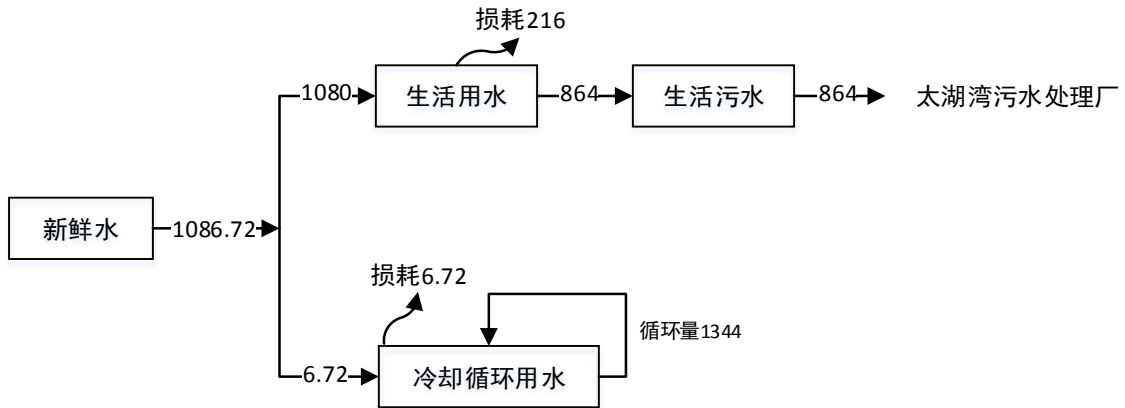 损耗216
1080
生活用水
864
生活污水
864
太湖湾污水处理厂
新鲜水
1086.72
损耗6.72
循环量1344
6.72
冷却循环用水